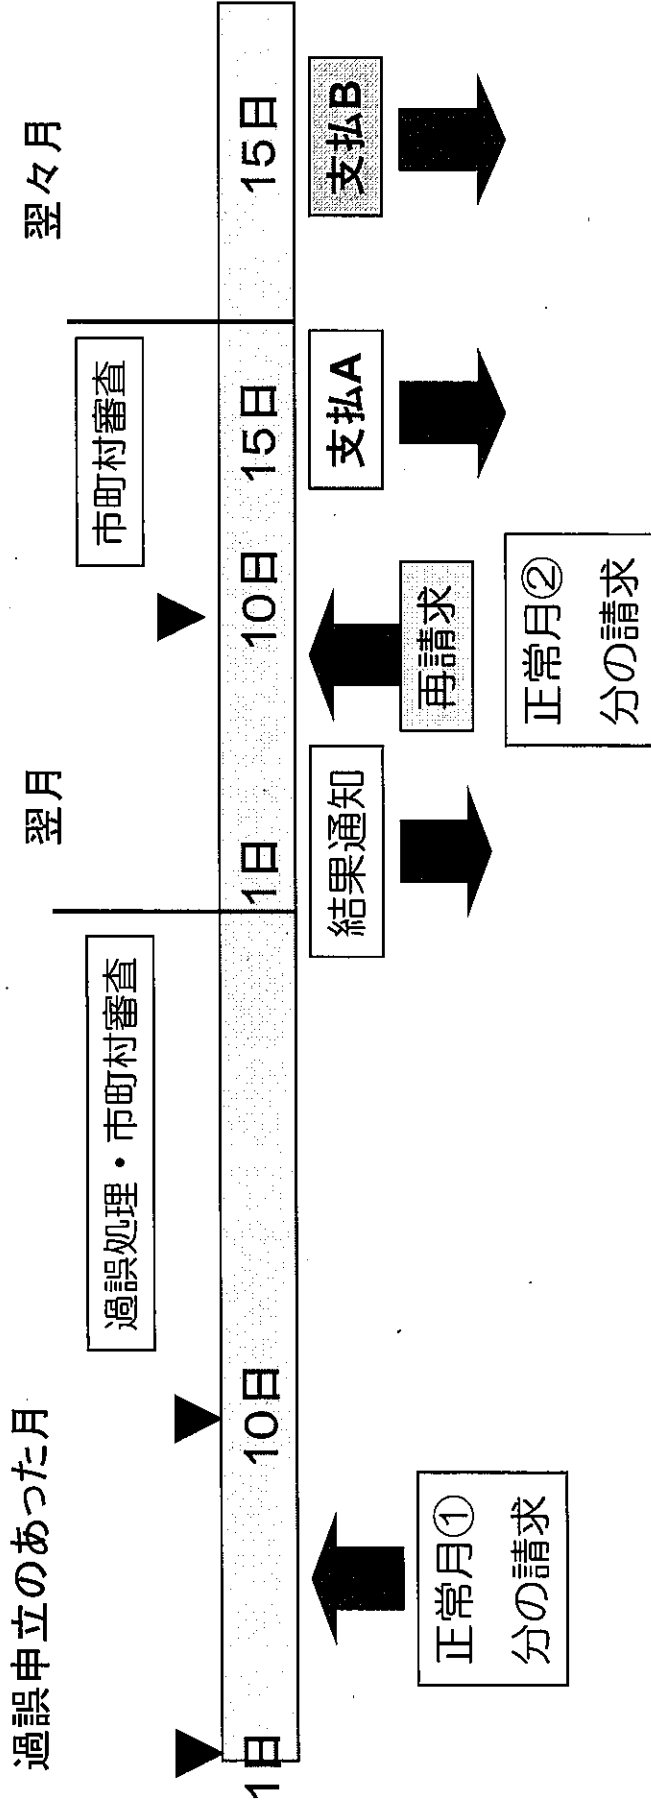 過誤申立のあった月
翌月
翌々月
過誤処理・市町村審査
市町村審査
1日
10日
1日
10日
15日
15日
結果通知
支払A
支払B
正常月①
分の請求
再請求
正常月②
分の請求